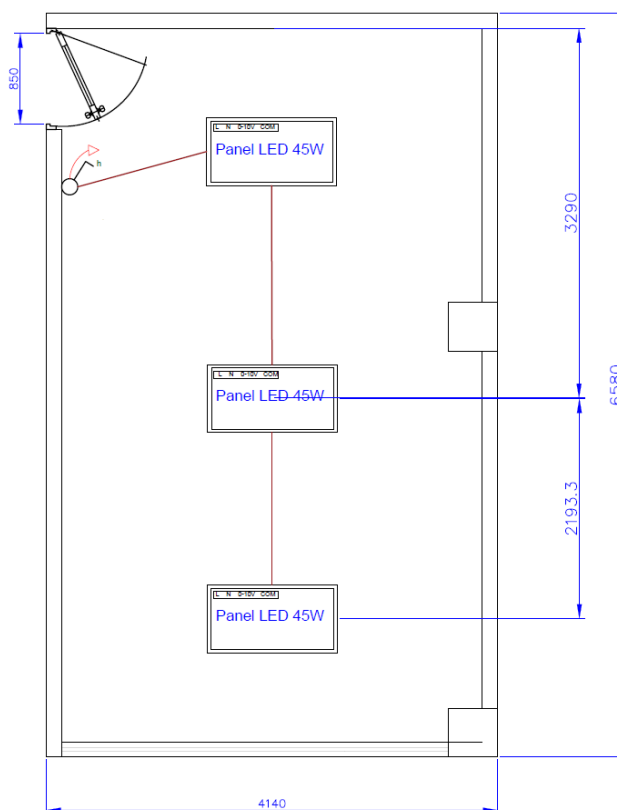 850
L N 0-10V COM
Panel LED 45W
h
3290
L N 0-10V COM
Panel LED 45W
6580
2193.3
L N 0-10V COM
Panel LED 45W
4140